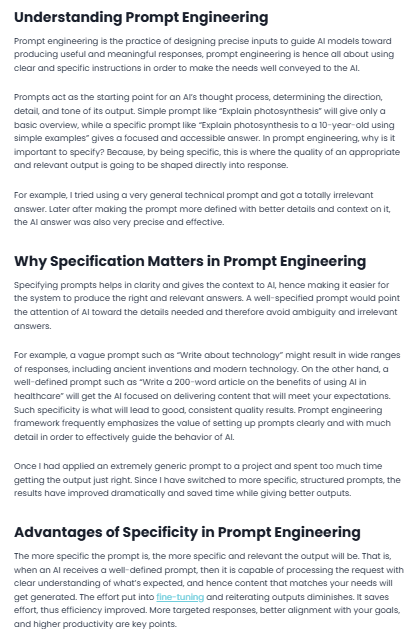 Understanding Prompt Engineering
Prompt engineering is the practice of designing precise inputs to guide AI models toward
producing useful and meaningful responses, prompt engineering is hence all about using
clear and specific instructions in order to make the needs well conveyed to the AI.
Prompts act as the starting point for an AI's thought process, determining the direction,
detail, and tone of its output. Simple prompt like “Explain photosynthesis” will give only a
basic overview, while a specific prompt like “Explain photosynthesis to a 10-year-old using
simple examples” gives a focused and accessible answer. In prompt engineering, why is it
important to specify? Because, by being specific, this is where the quality of an appropriate
and relevant output is going to be shaped directly into response.
For example, I tried using a very general technical prompt and got a totally irrelevant
answer. Later after making the prompt more defined with better details and context on it,
the AI answer was also very precise and effective.
Why Specification Matters in Prompt Engineering
Specifying prompts helps in clarity and gives the context to AI, hence making it easier for
the system to produce the right and relevant answers. A well-specified prompt would point
the attention of AI toward the details needed and therefore avoid ambiguity and irrelevant
answers.
For example, a vague prompt such as “Write about technology” might result in wide ranges
of responses, including ancient inventions and modern technology. On the other hand, a
well-defined prompt such as “Write a 200-word article on the benefits of using AI in
healthcare” will get the AI focused on delivering content that will meet your expectations.
Such specificity is what will lead to good, consistent quality results. Prompt engineering
framework frequently emphasizes the value of setting up prompts clearly and with much
detail in order to effectively guide the behavior of AI.
Once I had applied an extremely generic prompt to a project and spent too much time
getting the output just right. Since I have switched to more specific, structured prompts, the
results have improved dramatically and saved time while giving better outputs.
Advantages of Specificity in Prompt Engineering
The more specific the prompt is, the more specific and relevant the output will be. That is,
when an AI receives a well-defined prompt, then it is capable of processing the request with
clear understanding of what's expected, and hence content that matches your needs will
get generated. The effort put into fine-tuning and reiterating outputs diminishes. It saves
effort, thus efficiency improved. More targeted responses, better alignment with your goals,
and higher productivity are key points.